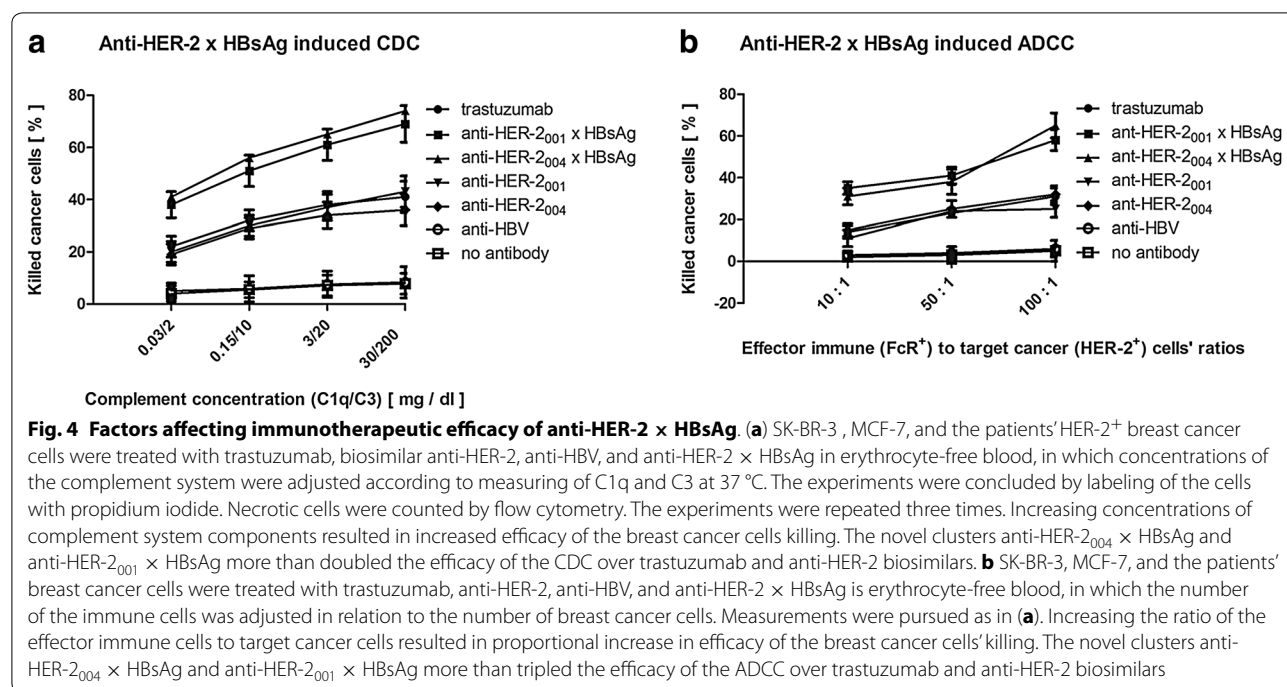 a Anti-HER-2 x HBsAg induced CDC
Killed cancer cells [ % ]
80
60
40
20
0
0.03/2
0.15/10
3/20
30/200
Complement concentration (C1q/C3) [ mg / dl ]
trastuzumab
anti-HER-2₀₀₁ x HBsAg
anti-HER-2₀₀₄ x HBsAg
anti-HER-2₀₀₁
anti-HER-2₀₀₄
anti-HBV
no antibody
b Anti-HER-2 x HBsAg induced ADCC
Killed cancer cells [ % ]
80
60
40
20
0
-20
10 : 1
50 : 1
100 : 1
Effector immune (FcR⁺) to target cancer (HER-2⁺) cells' ratios
trastuzumab
ant-HER-2₀₀₁ x HBsAg
ant-HER-2₀₀₄ x HBsAg
anti-HER-2₀₀₁
anti-HER-2₀₀₄
anti-HBV
no antibody
Fig. 4 Factors affecting immunotherapeutic efficacy of anti-HER-2 × HBsAg. (a) SK-BR-3 , MCF-7, and the patients' HER-2⁺ breast cancer
cells were treated with trastuzumab, biosimilar anti-HER-2, anti-HBV, and anti-HER-2 × HBsAg in erythrocyte-free blood, in which concentrations of
the complement system were adjusted according to measuring of C1q and C3 at 37 °C. The experiments were concluded by labeling of the cells
with propidium iodide. Necrotic cells were counted by flow cytometry. The experiments were repeated three times. Increasing concentrations of
complement system components resulted in increased efficacy of the breast cancer cells killing. The novel clusters anti-HER-2₀₀₄ × HBsAg and
anti-HER-2₀₀₁ × HBsAg more than doubled the efficacy of the CDC over trastuzumab and anti-HER-2 biosimilars. b SK-BR-3, MCF-7, and the patients'
breast cancer cells were treated with trastuzumab, anti-HER-2, anti-HBV, and anti-HER-2 × HBsAg is erythrocyte-free blood, in which the number
of the immune cells was adjusted in relation to the number of breast cancer cells. Measurements were pursued as in (a). Increasing the ratio of the
effector immune cells to target cancer cells resulted in proportional increase in efficacy of the breast cancer cells' killing. The novel clusters anti-
HER-2₀₀₄ × HBsAg and anti-HER-2₀₀₁ × HBsAg more than tripled the efficacy of the ADCC over trastuzumab and anti-HER-2 biosimilars